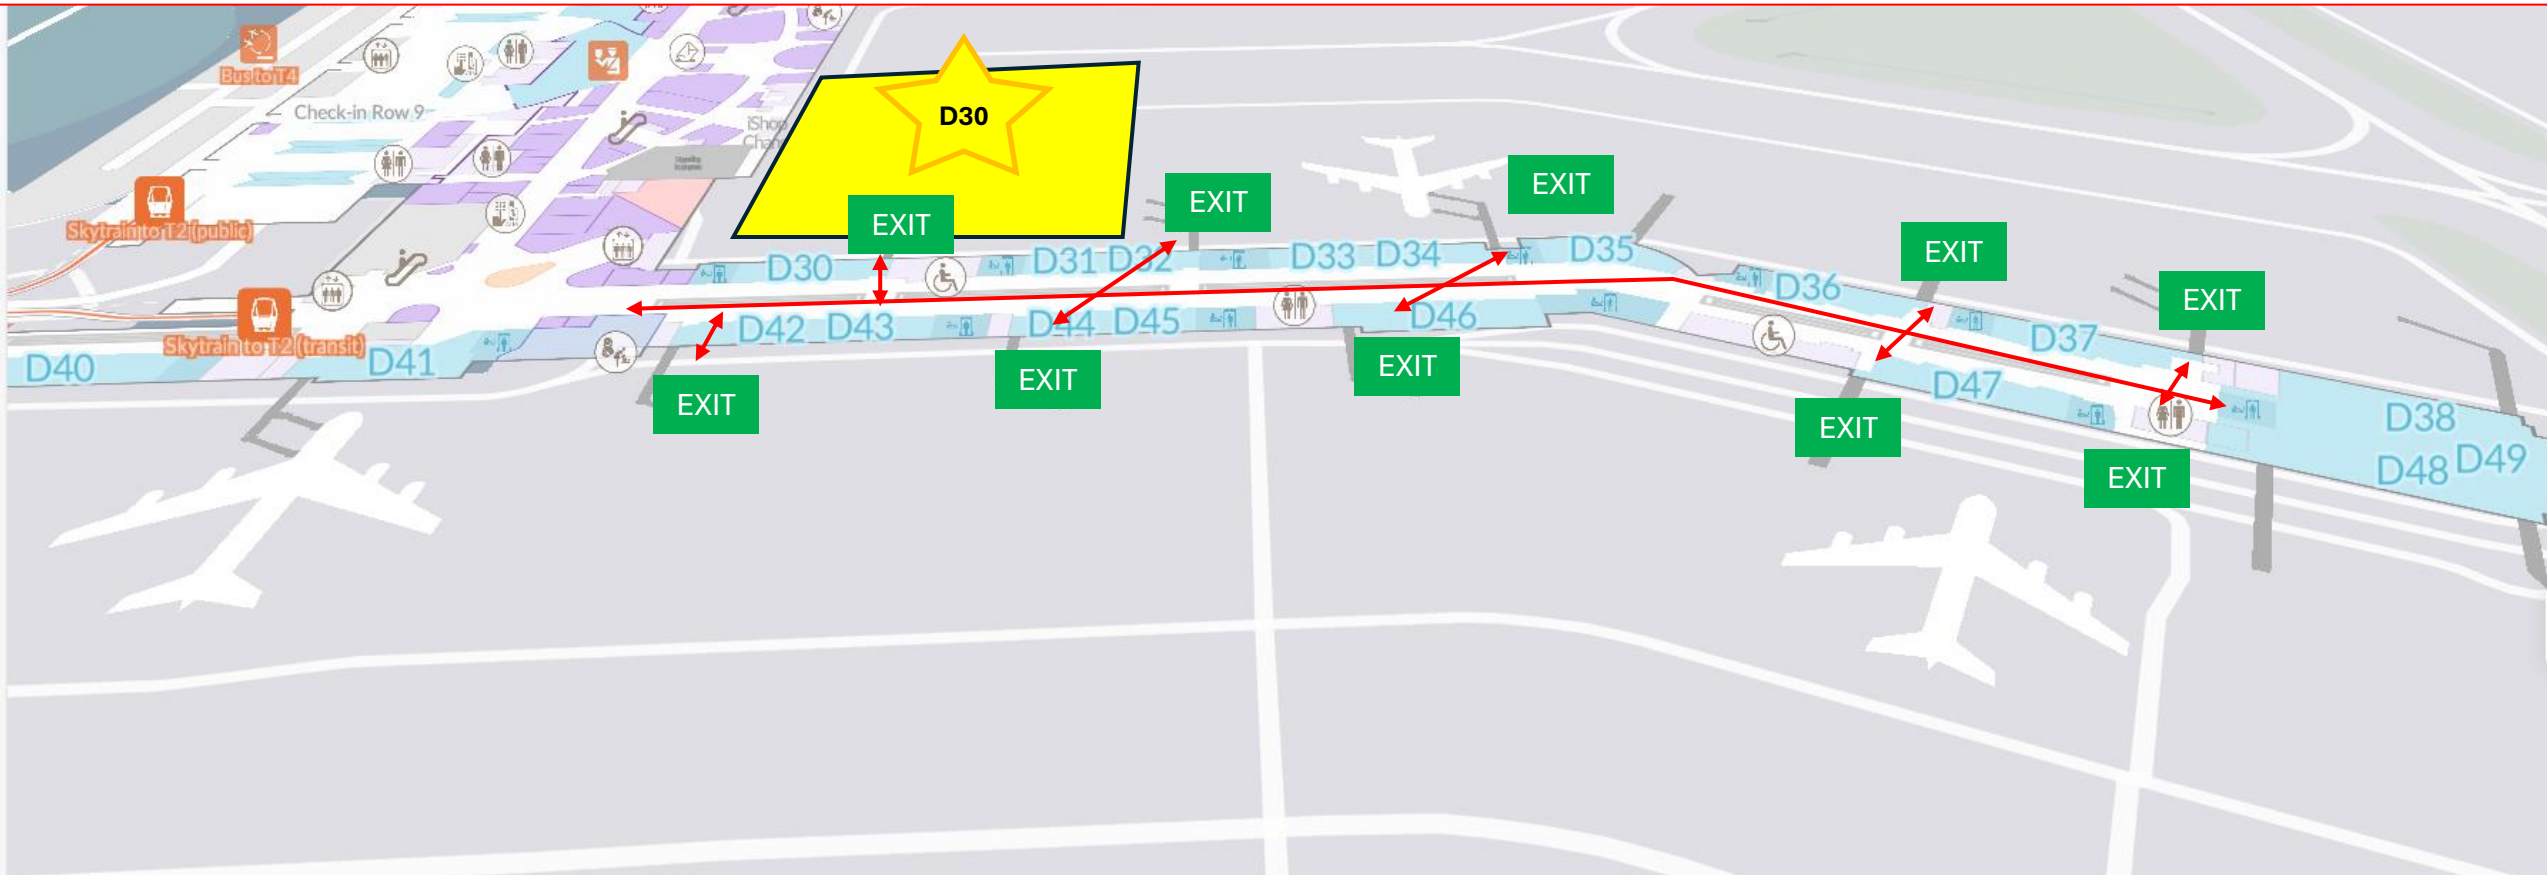 Bus to T4
Check-in Row 9
iShop
Skytrain to T2 (public)
Skytrain to T2 (transit)
D30
EXIT
EXIT
EXIT
EXIT
EXIT
D30
D31
D32
D33
D34
D35
D36
D37
D38
D40
D41
D42
D43
D44
D45
D46
D47
D48
D49
EXIT
EXIT
EXIT
EXIT
EXIT